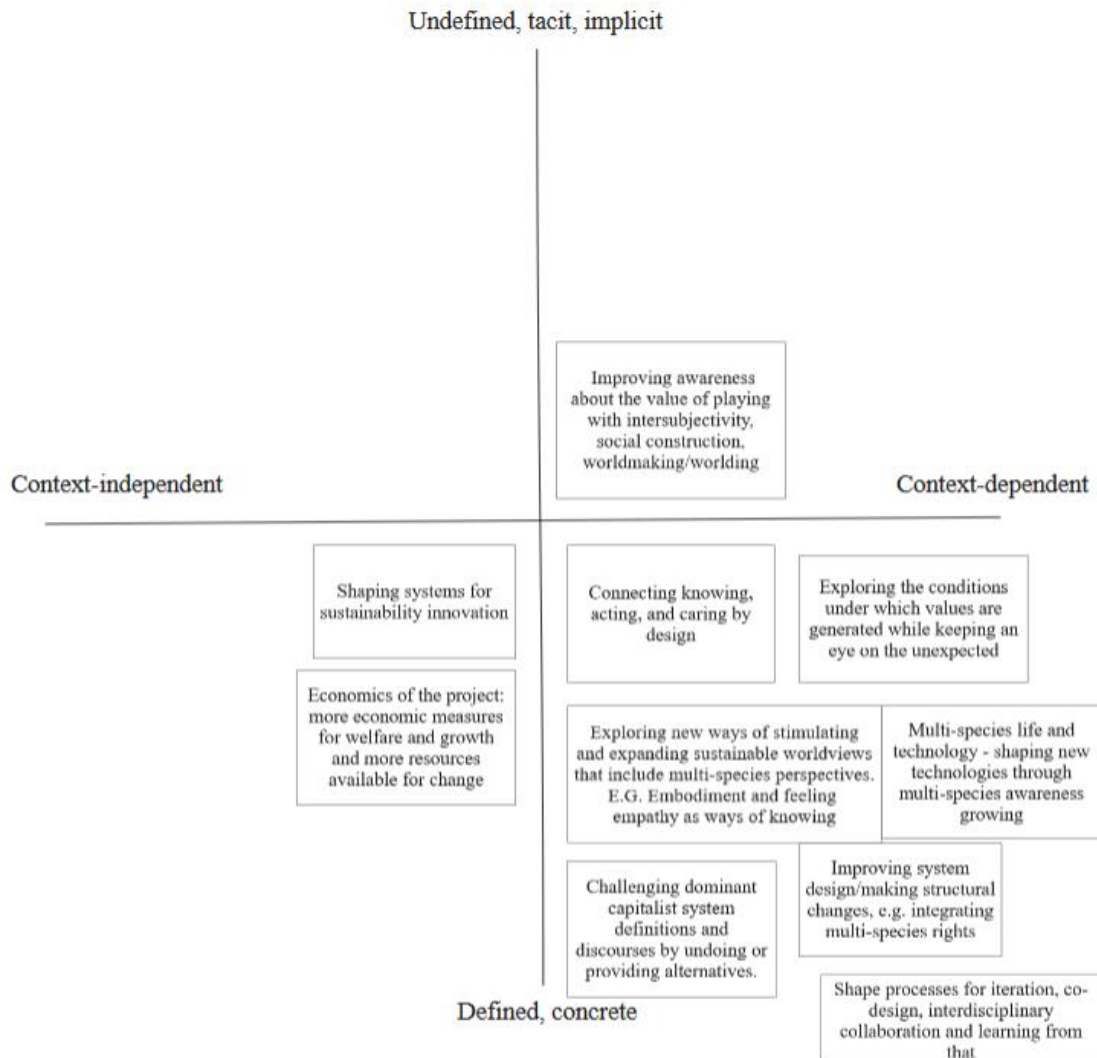 Undefined, tacit, implicit
Improving awareness
about the value of playing
with intersubjectivity,
social construction,
worldmaking/worlding
Context-independent
Context-dependent
Shaping systems for
sustainability innovation
Connecting knowing,
acting, and caring by
design
Exploring the conditions
under which values are
generated while keeping an
eye on the unexpected
Economics of the project:
more economic measures
for welfare and growth
and more resources
available for change
Exploring new ways of stimulating
and expanding sustainable worldviews
that include multi-species perspectives.
E.G. Embodiment and feeling
empathy as ways of knowing
Multi-species life and
technology - shaping new
technologies through
multi-species awareness
growing
Challenging dominant
capitalist system
definitions and
discourses by undoing or
providing alternatives.
Improving system
design/making structural
changes, e.g. integrating
multi-species rights
Defined, concrete
Shape processes for iteration, co-
design, interdisciplinary
collaboration and learning from
that